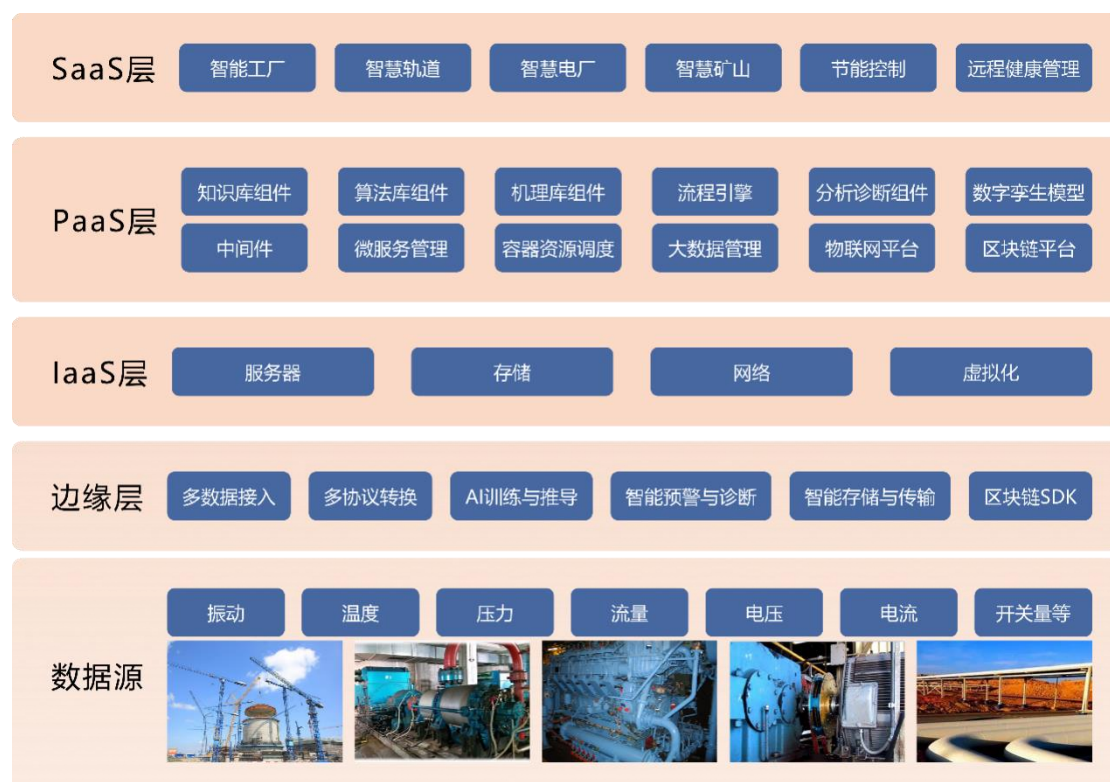 SaaS层
智能工厂 智慧轨道 智慧电厂 智慧矿山 节能控制 远程健康管理
PaaS层
知识库组件 算法库组件 机理库组件 流程引擎 分析诊断组件 数字孪生模型
中间件 微服务管理 容器资源调度 大数据管理 物联网平台 区块链平台
IaaS层
服务器 存储 网络 虚拟化
边缘层
多数据接入 多协议转换 AI训练与推导 智能预警与诊断 智能存储与传输 区块链SDK
数据源
振动 温度 压力 流量 电压 电流 开关量等